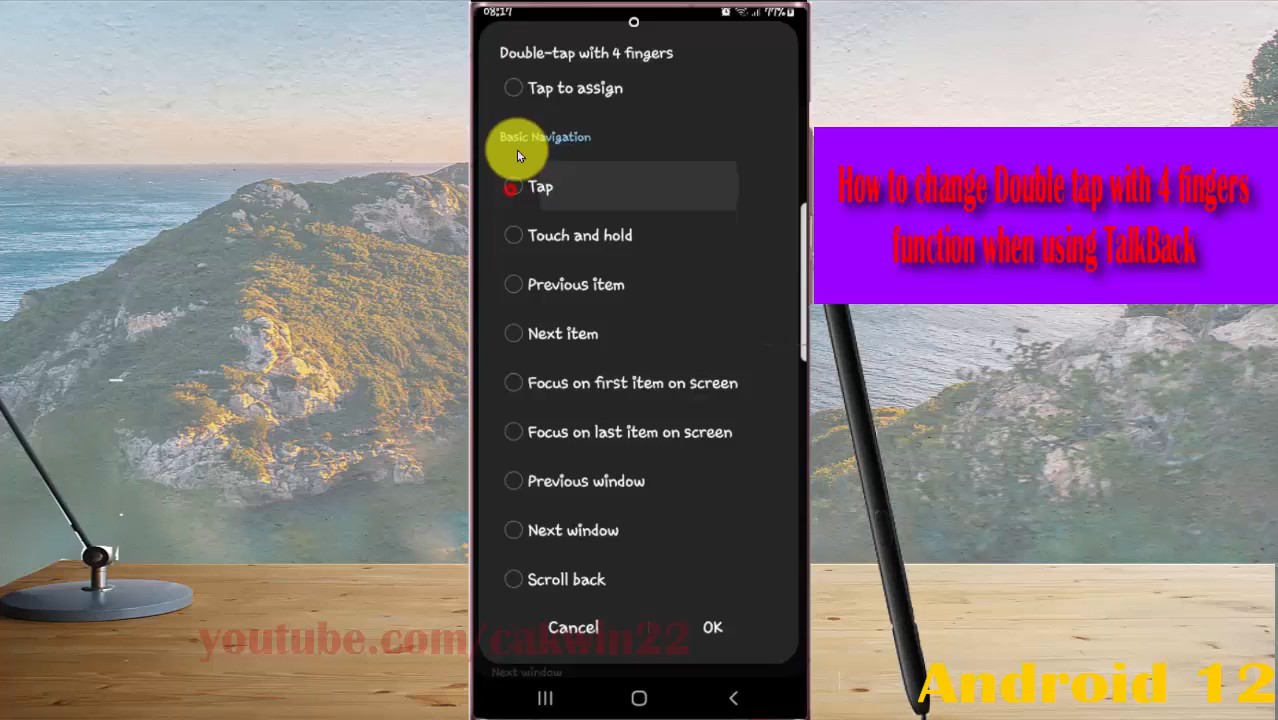 08:17
77%
Double-tap with 4 fingers
Tap to assign
Basic Navigation
Tap
Touch and hold
Previous item
Next item
Focus on first item on screen
Focus on last item on screen
Previous window
Next window
Scroll back
Cancel
OK
Next window
How to change Double tap with 4 fingers
function when using TalkBack
youtube.com/cakwin22
Android 12